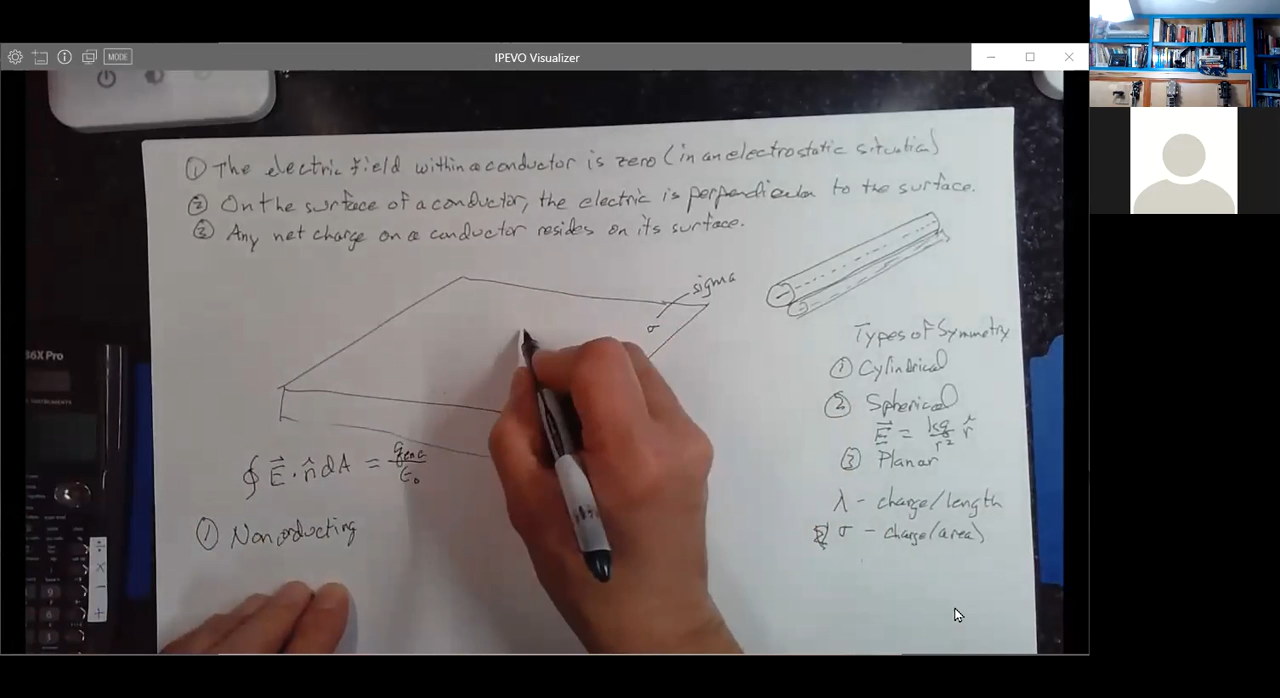 MODE
IPEVO Visualizer
① The electric field within a conductor is zero (in an electrostatic situation)
② On the surface of a conductor, the electric is perpendicular to the surface.
③ Any net charge on a conductor resides on its surface.
sigma
σ
Types of Symmetry
① Cylindrical
② Spherical
E⃗ = kq/r² r̂
③ Planar
λ - charge/length
σ - charge/area
∮ E⃗ · n̂ dA = q_enc/ε₀
① Nonconducting
36X Pro